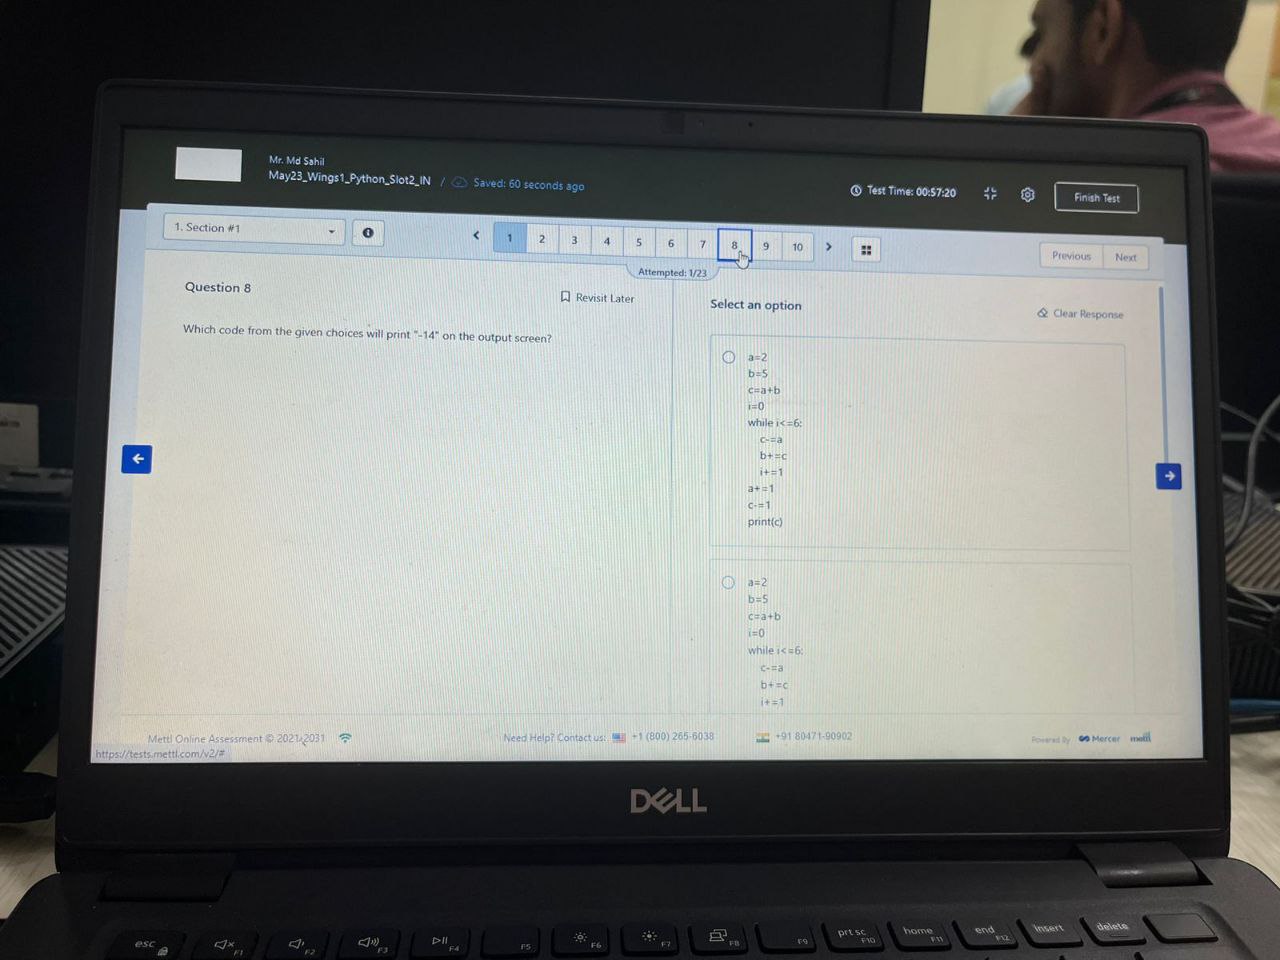 Mr. Md Sahil
May23_Wings1_Python_Slot2_IN / Saved: 60 seconds ago
Test Time: 00:57:20
Finish Test
1. Section #1
1 2 3 4 5 6 7 8 9 10
Previous Next
Attempted: 1/23
Question 8
Revisit Later
Which code from the given choices will print "-14" on the output screen?
Select an option
Clear Response
a=2
b=5
c=a+b
i=0
while i<=6:
c-=a
b+=c
i+=1
a+=1
c-=1
print(c)
a=2
b=5
c=a+b
i=0
while i<=6:
c-=a
b+=c
i+=1
Mettl Online Assessment © 2021-2031
Need Help? Contact us: +1 (800) 265-6038 +91 80471-90902
Powered By Mercer mettl
https://tests.mettl.com/v2/#
DELL
esc F1 F2 F3 F4 F5 F6 F7 F8 F9 prt sc F10 home F11 end F12 insert delete